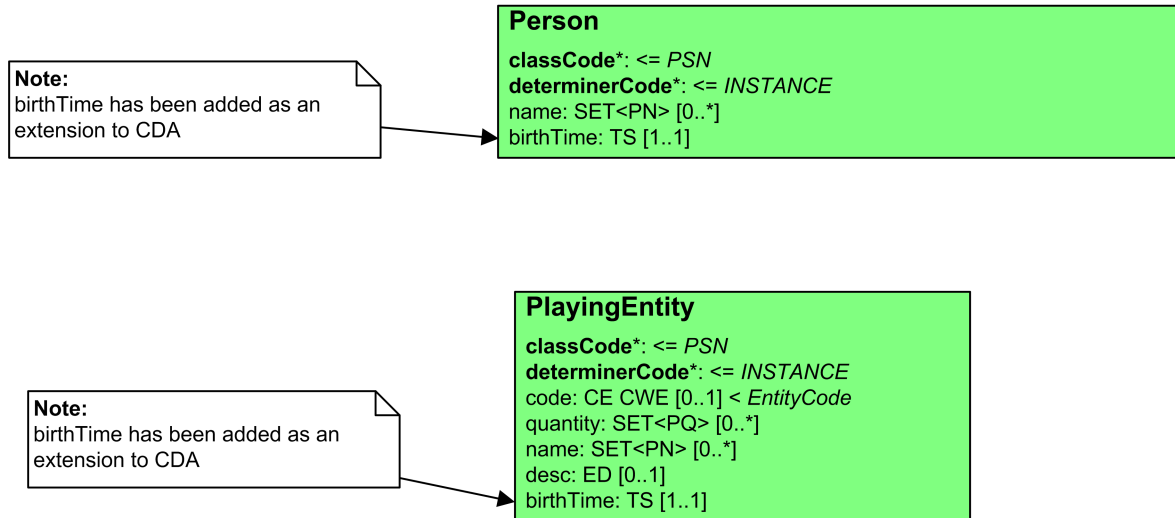 Person
classCode*: <= PSN
determinerCode*: <= INSTANCE
name: SET<PN> [0..*]
birthTime: TS [1..1]
Note:
birthTime has been added as an
extension to CDA
PlayingEntity
classCode*: <= PSN
determinerCode*: <= INSTANCE
code: CE CWE [0..1] < EntityCode
quantity: SET<PQ> [0..*]
name: SET<PN> [0..*]
desc: ED [0..1]
birthTime: TS [1..1]
Note:
birthTime has been added as an
extension to CDA